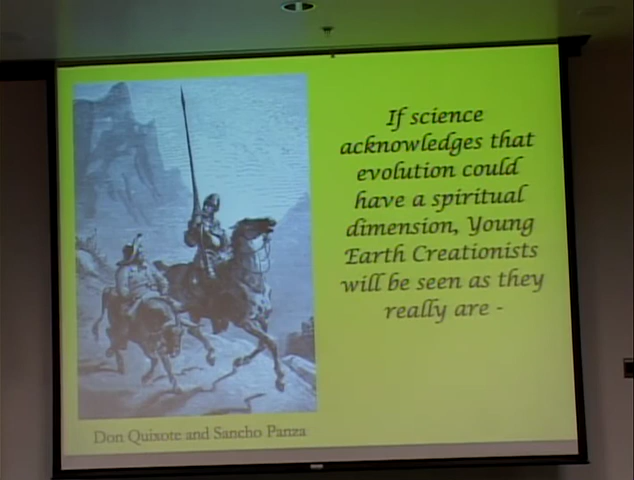 If science
acknowledges that
evolution could
have a spiritual
dimension, Young
Earth Creationists
will be seen as they
really are -
Don Quixote and Sancho Panza